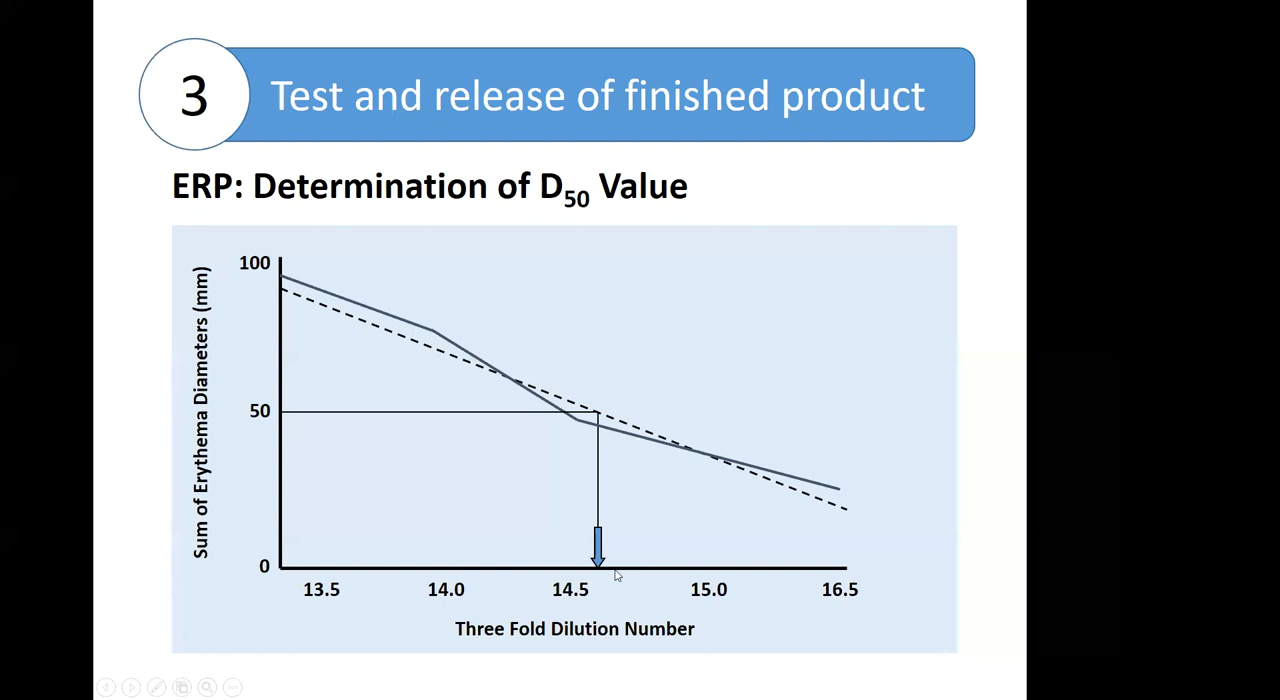 3
Test and release of finished product
ERP: Determination of D50 Value
Sum of Erythema Diameters (mm)
100
50
0
13.5 14.0 14.5 15.0 16.5
Three Fold Dilution Number